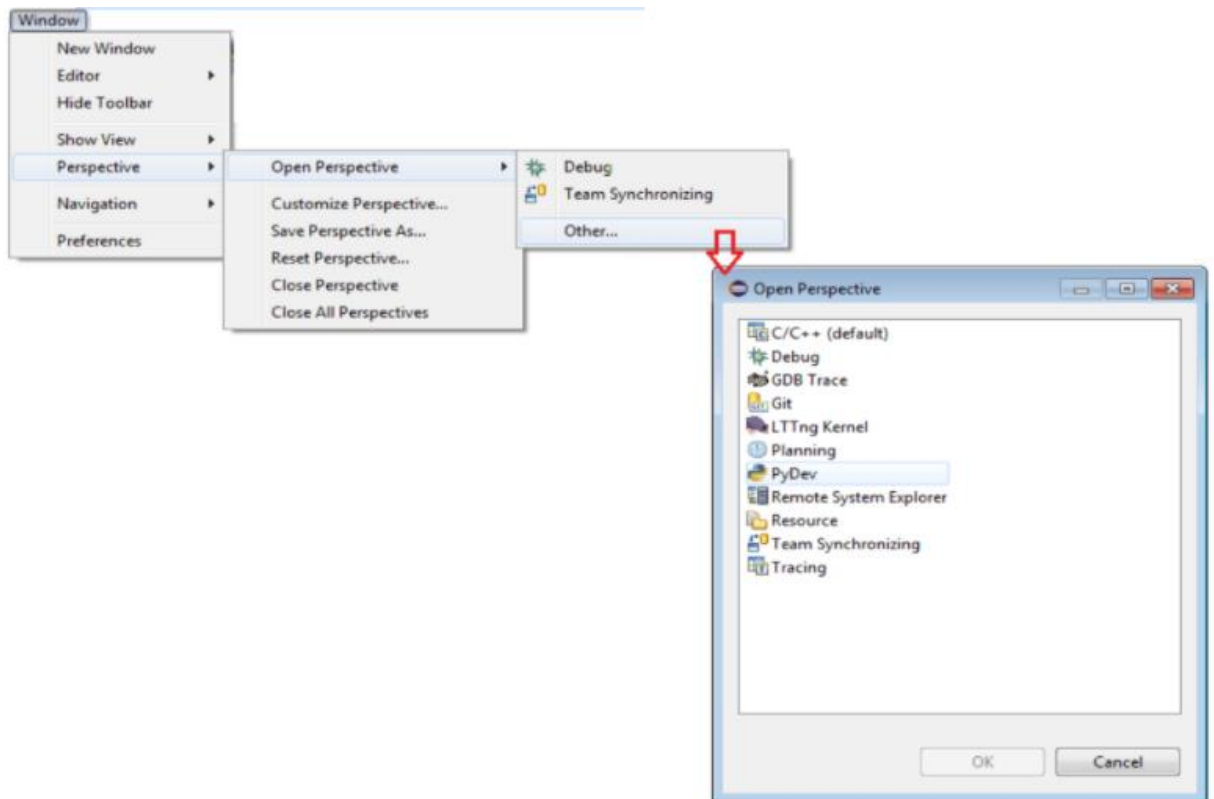 Window
New Window
Editor
Hide Toolbar
Show View
Perspective
Navigation
Preferences
Open Perspective
Customize Perspective...
Save Perspective As...
Reset Perspective...
Close Perspective
Close All Perspectives
Debug
Team Synchronizing
Other...
Open Perspective
C/C++ (default)
Debug
GDB Trace
Git
LTTng Kernel
Planning
PyDev
Remote System Explorer
Resource
Team Synchronizing
Tracing
OK
Cancel